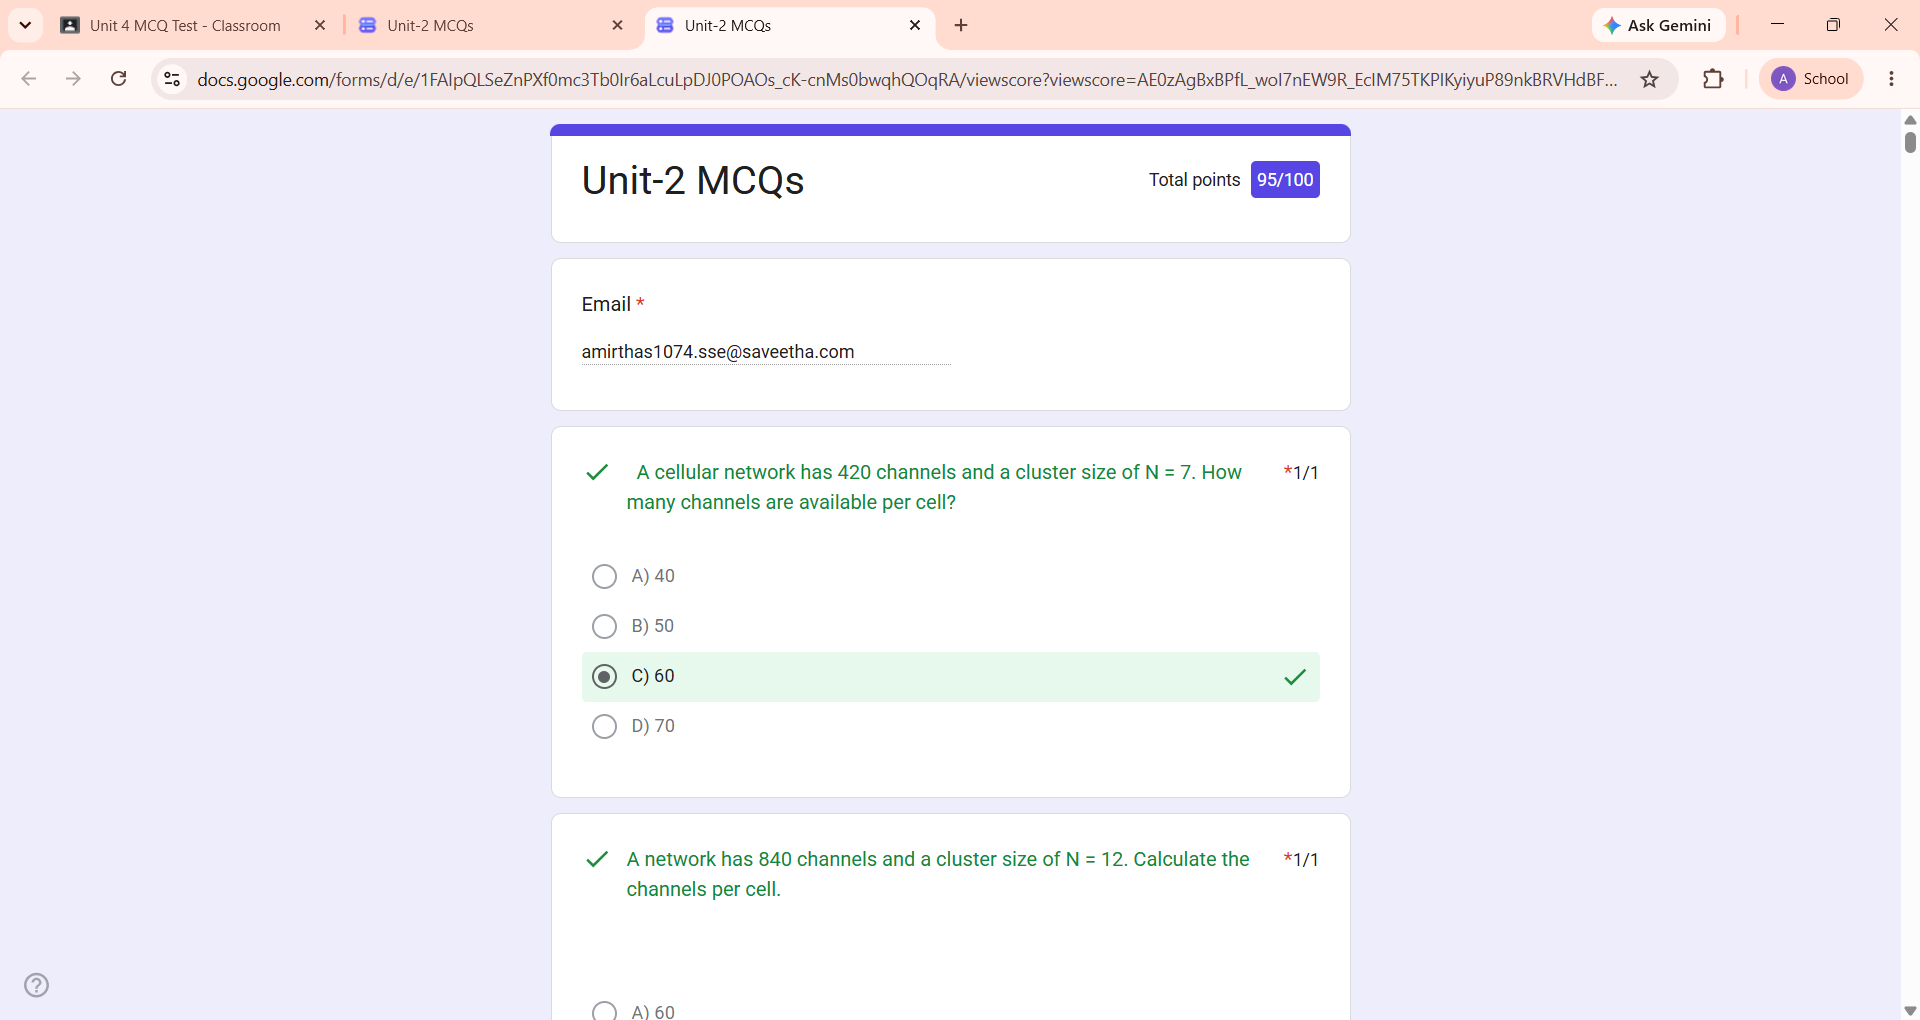 Unit 4 MCQ Test - Classroom
Unit-2 MCQs
Unit-2 MCQs
Ask Gemini
docs.google.com/forms/d/e/1FAIpQLSeZnPXf0mc3Tb0Ir6aLcuLpDJ0POAOs_cK-cnMs0bwqhQOqRA/viewscore?viewscore=AE0zAgBxBPfL_woI7nEW9R_EcIM75TKPIKyiyuP89nkBRVHdBF...
A
School
Unit-2 MCQs
Total points 95/100
Email *
amirthas1074.sse@saveetha.com
A cellular network has 420 channels and a cluster size of N = 7. How *1/1
many channels are available per cell?
A) 40
B) 50
C) 60
D) 70
A network has 840 channels and a cluster size of N = 12. Calculate the *1/1
channels per cell.
A) 60